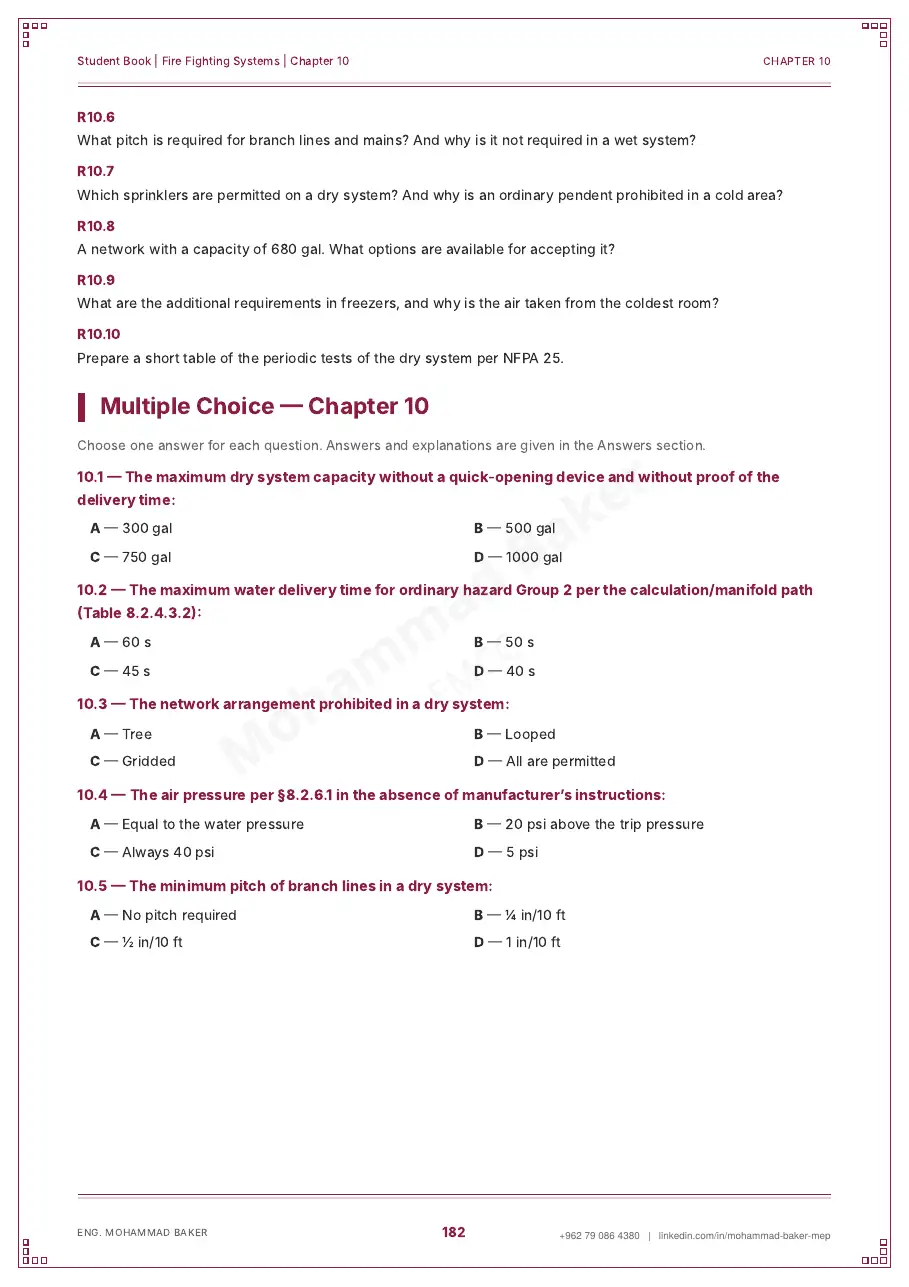 Student Book | Fire Fighting Systems | Chapter 10
CHAPTER 10
R10.6
What pitch is required for branch lines and mains? And why is it not required in a wet system?
R10.7
Which sprinklers are permitted on a dry system? And why is an ordinary pendent prohibited in a cold area?
R10.8
A network with a capacity of 680 gal. What options are available for accepting it?
R10.9
What are the additional requirements in freezers, and why is the air taken from the coldest room?
R10.10
Prepare a short table of the periodic tests of the dry system per NFPA 25.
Multiple Choice — Chapter 10
Choose one answer for each question. Answers and explanations are given in the Answers section.
10.1 — The maximum dry system capacity without a quick-opening device and without proof of the
delivery time:
A — 300 gal
B — 500 gal
C — 750 gal
D — 1000 gal
10.2 — The maximum water delivery time for ordinary hazard Group 2 per the calculation/manifold path
(Table 8.2.4.3.2):
A — 60 s
B — 50 s
C — 45 s
D — 40 s
10.3 — The network arrangement prohibited in a dry system:
A — Tree
B — Looped
C — Gridded
D — All are permitted
10.4 — The air pressure per §8.2.6.1 in the absence of manufacturer's instructions:
A — Equal to the water pressure
B — 20 psi above the trip pressure
C — Always 40 psi
D — 5 psi
10.5 — The minimum pitch of branch lines in a dry system:
A — No pitch required
B — ¼ in/10 ft
C — ½ in/10 ft
D — 1 in/10 ft
Mohammad Baker
ENG. MOHAMMAD BAKER
182
+962 79 086 4380 | linkedin.com/in/mohammad-baker-mep